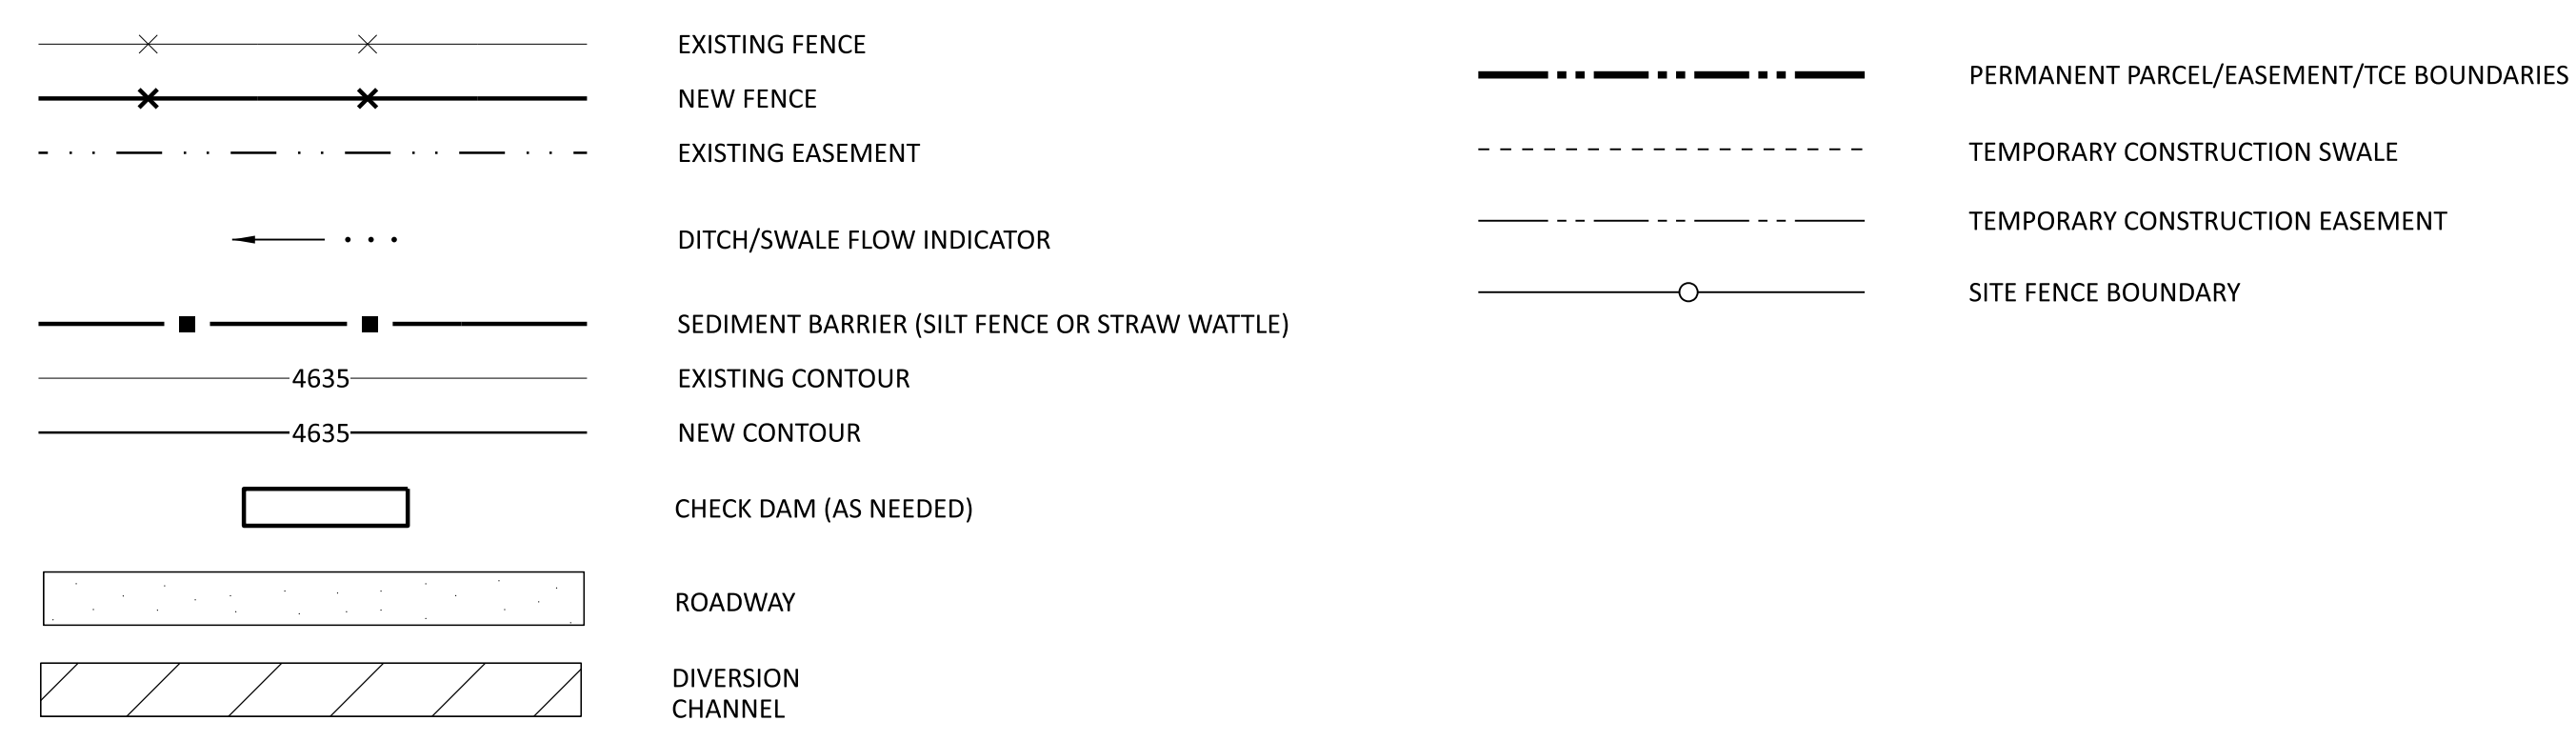 EXISTING FENCE
NEW FENCE
EXISTING EASEMENT
DITCH/SWALE FLOW INDICATOR
SEDIMENT BARRIER (SILT FENCE OR STRAW WATTLE)
4635
EXISTING CONTOUR
4635
NEW CONTOUR
CHECK DAM (AS NEEDED)
ROADWAY
DIVERSION
CHANNEL
PERMANENT PARCEL/EASEMENT/TCE BOUNDARIES
TEMPORARY CONSTRUCTION SWALE
TEMPORARY CONSTRUCTION EASEMENT
SITE FENCE BOUNDARY